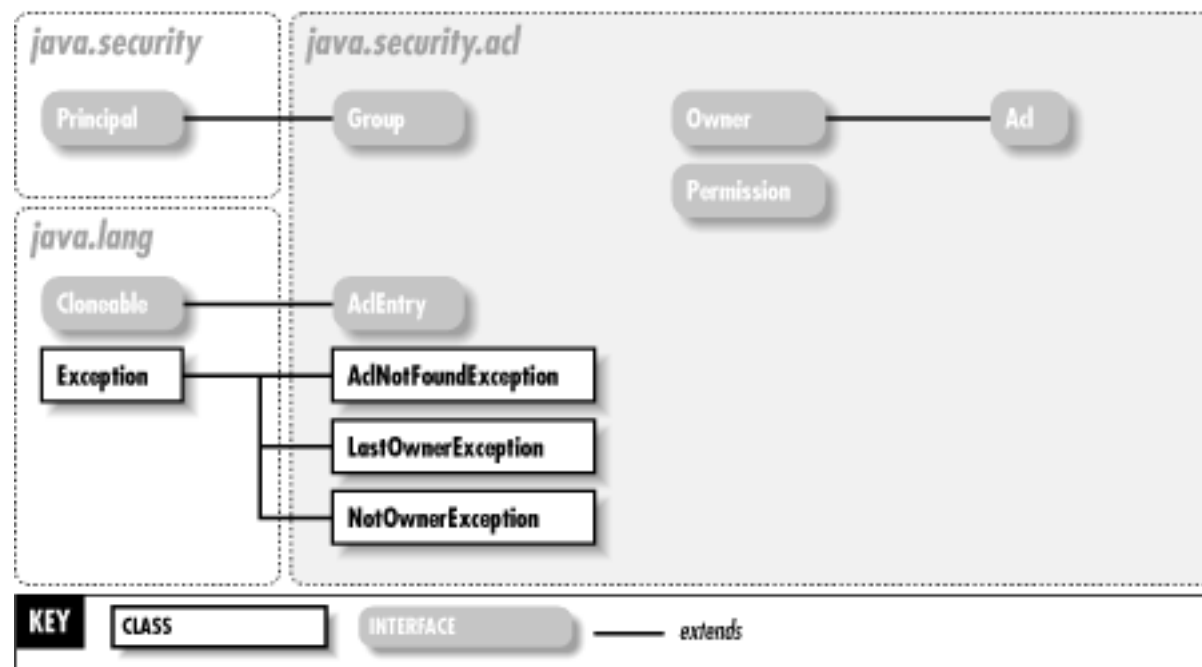 java.security
java.security.acl
Principal
Group
Owner
Acl
Permission
java.lang
Cloneable
AclEntry
Exception
AclNotFoundException
LastOwnerException
NotOwnerException
KEY
CLASS
INTERFACE
extends